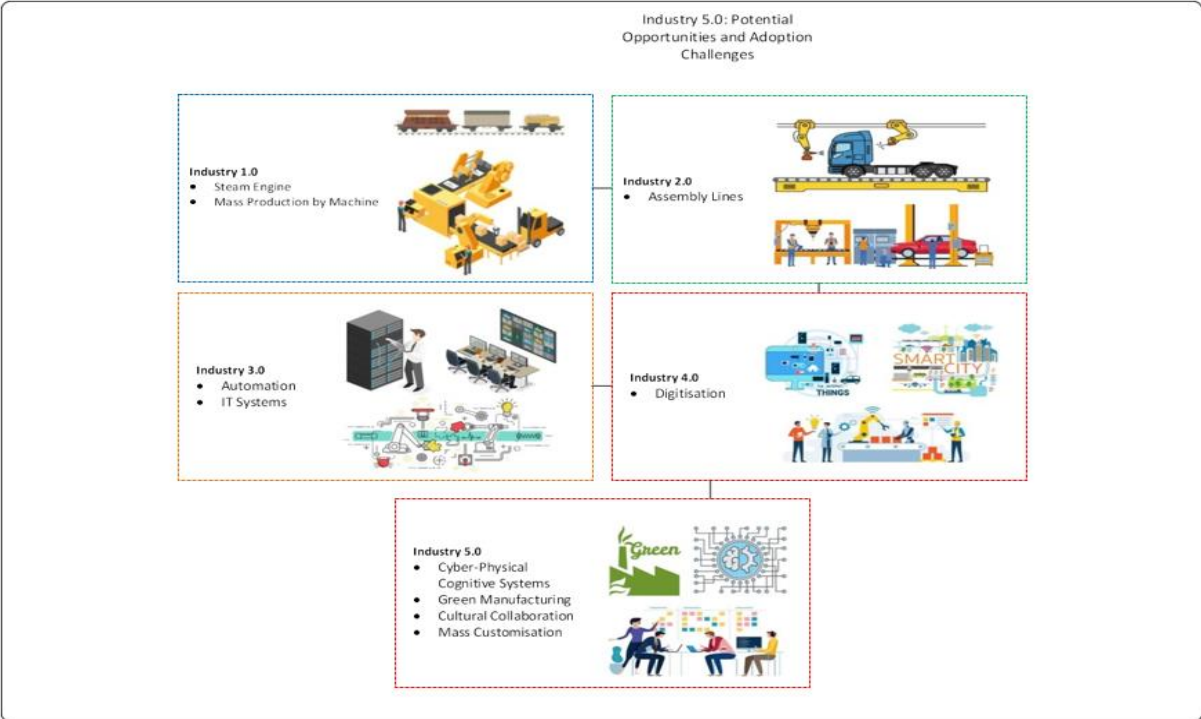 Industry 5.0: Potential
Opportunities and Adoption
Challenges
Industry 1.0
• Steam Engine
• Mass Production by Machine
Industry 2.0
• Assembly Lines
Industry 3.0
• Automation
• IT Systems
Industry 4.0
• Digitisation
THINGS
SMART
CITY
Industry 5.0
• Cyber-Physical
Cognitive Systems
• Green Manufacturing
• Cultural Collaboration
• Mass Customisation
Green